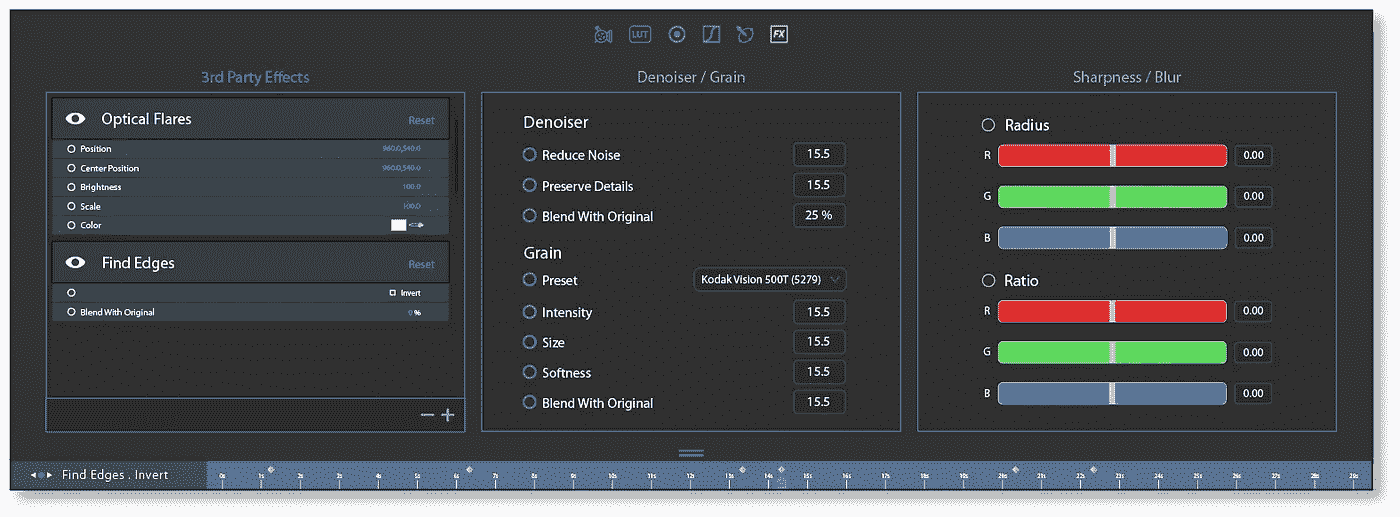 LUT
FX
3rd Party Effects
Denoiser / Grain
Sharpness / Blur
Optical Flares
Reset
Position
960.0,540.0
Center Position
960.0,540.0
Brightness
100.0
Scale
100.0
Color
Find Edges
Reset
Invert
Blend With Original
0 %
Denoiser
Reduce Noise
15.5
Preserve Details
15.5
Blend With Original
25 %
Grain
Preset
Kodak Vision 500T (5279)
Intensity
15.5
Size
15.5
Softness
15.5
Blend With Original
15.5
Radius
R
0.00
G
0.00
B
0.00
Ratio
R
0.00
G
0.00
B
0.00
Find Edges . Invert
0s 1s 2s 3s 4s 5s 6s 7s 8s 9s 10s 11s 12s 13s 14s 15s 16s 17s 18s 19s 20s 21s 22s 23s 24s 25s 26s 27s 28s 29s